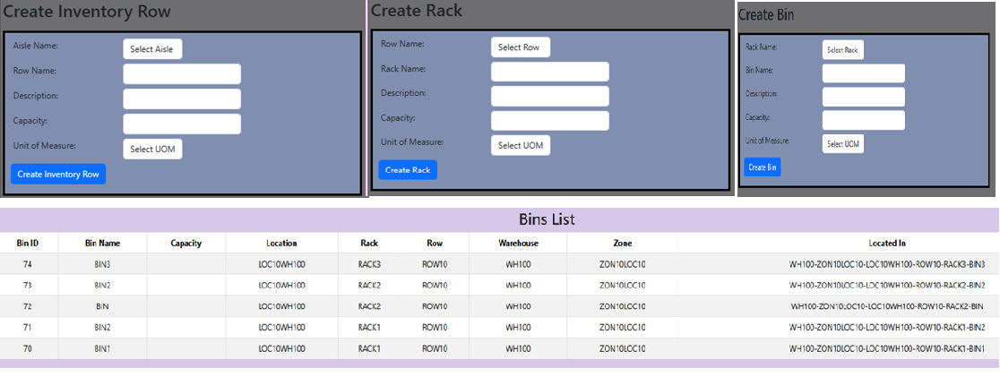 Create Inventory Row
Aisle Name:
Select Aisle
Row Name:
Description:
Capacity:
Unit of Measure:
Select UOM
Create Inventory Row
Create Rack
Row Name:
Select Row
Rack Name:
Description:
Capacity:
Unit of Measure:
Select UOM
Create Rack
Create Bin
Rack Name:
Select Rack
Bin Name:
Description:
Capacity:
Unit of Measure:
Select UOM
Create Bin
Bins List
Bin ID Bin Name Capacity Location Rack Row Warehouse Zone Located In
74 BIN3 LOC10WH100 RACK3 ROW10 WH100 ZON10LOC10 WH100-ZON10LOC10-LOC10WH100-ROW10-RACK3-BIN3
73 BIN2 LOC10WH100 RACK2 ROW10 WH100 ZON10LOC10 WH100-ZON10LOC10-LOC10WH100-ROW10-RACK2-BIN2
72 BIN LOC10WH100 RACK2 ROW10 WH100 ZON10LOC10 WH100-ZON10LOC10-LOC10WH100-ROW10-RACK2-BIN
71 BIN2 LOC10WH100 RACK1 ROW10 WH100 ZON10LOC10 WH100-ZON10LOC10-LOC10WH100-ROW10-RACK1-BIN2
70 BIN1 LOC10WH100 RACK1 ROW10 WH100 ZON10LOC10 WH100-ZON10LOC10-LOC10WH100-ROW10-RACK1-BIN1